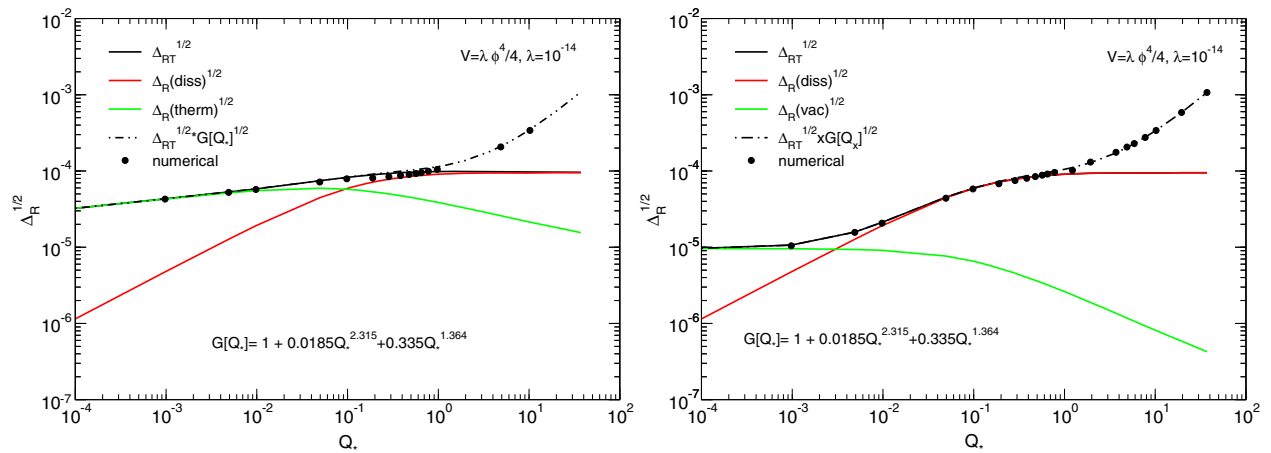 10^-2
10^-3
10^-4
10^-5
10^-6
10^-7
Δ_R^1/2
Δ_RT^1/2
Δ_R(diss)^1/2
Δ_R(therm)^1/2
Δ_RT^1/2*G[Q_*]^1/2
numerical
V=λ φ^4/4, λ=10^-14
G[Q_*]= 1 + 0.0185Q_*^2.315+0.335Q_*^1.364
10^-4 10^-3 10^-2 10^-1 10^0 10^1 10^2
Q_*
10^-2
10^-3
10^-4
10^-5
10^-6
10^-7
Δ_R^1/2
Δ_RT^1/2
Δ_R(diss)^1/2
Δ_R(vac)^1/2
Δ_RT^1/2xG[Q_x]^1/2
numerical
V=λ φ^4/4, λ=10^-14
G[Q_*]= 1 + 0.0185Q_*^2.315+0.335Q_*^1.364
10^-4 10^-3 10^-2 10^-1 10^0 10^1 10^2
Q_*